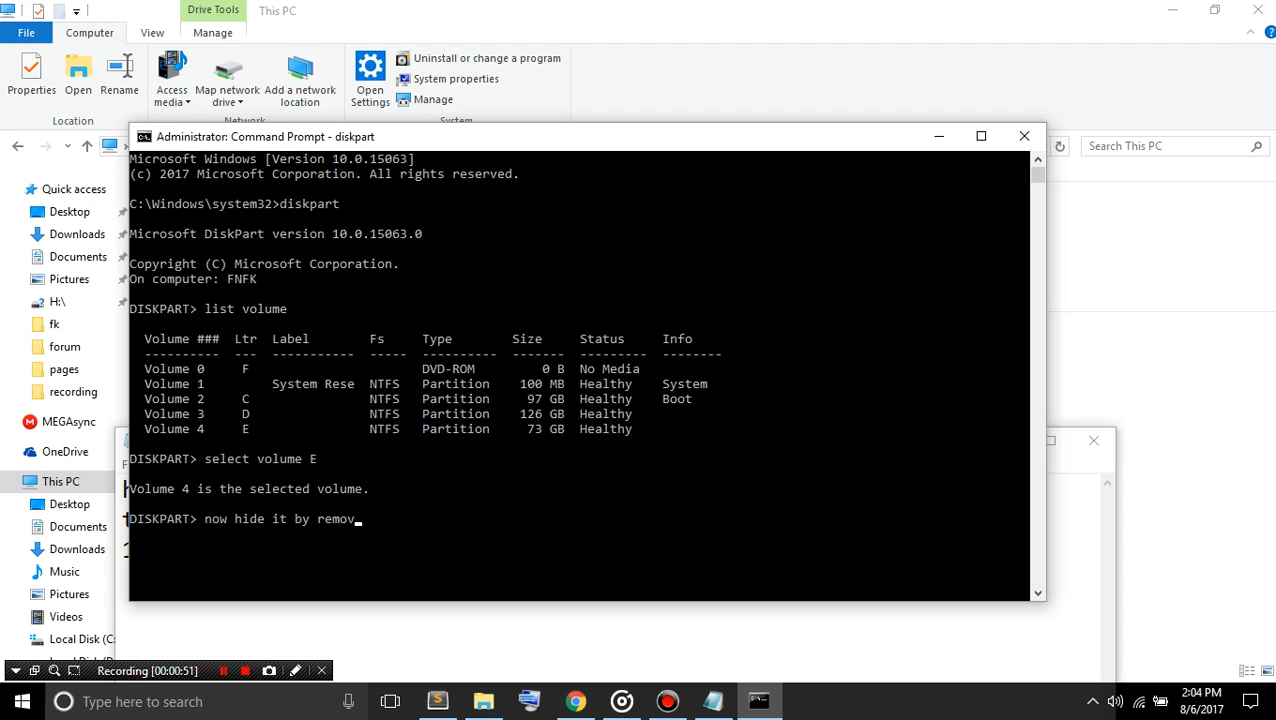 Drive Tools
This PC
File
Computer
View
Manage
Properties
Open
Rename
Access media
Map network drive
Add a network location
Open Settings
Uninstall or change a program
System properties
Manage
Location
Network
System
Search This PC
Quick access
Desktop
Downloads
Documents
Pictures
H:\
fk
forum
pages
recording
MEGAsync
OneDrive
This PC
Desktop
Documents
Downloads
Music
Pictures
Videos
Local Disk (C:
Administrator: Command Prompt - diskpart
Microsoft Windows [Version 10.0.15063]
(c) 2017 Microsoft Corporation. All rights reserved.
C:\Windows\system32>diskpart
Microsoft DiskPart version 10.0.15063.0
Copyright (C) Microsoft Corporation.
On computer: FNFK
DISKPART> list volume
Volume ### Ltr Label Fs Type Size Status Info
---------- --- ----------- ----- ---------- ------- --------- --------
Volume 0 F DVD-ROM 0 B No Media
Volume 1 System Rese NTFS Partition 100 MB Healthy System
Volume 2 C NTFS Partition 97 GB Healthy Boot
Volume 3 D NTFS Partition 126 GB Healthy
Volume 4 E NTFS Partition 73 GB Healthy
DISKPART> select volume E
Volume 4 is the selected volume.
DISKPART> now hide it by remov_
Recording [00:00:51]
Type here to search
2:04 PM
8/6/2017